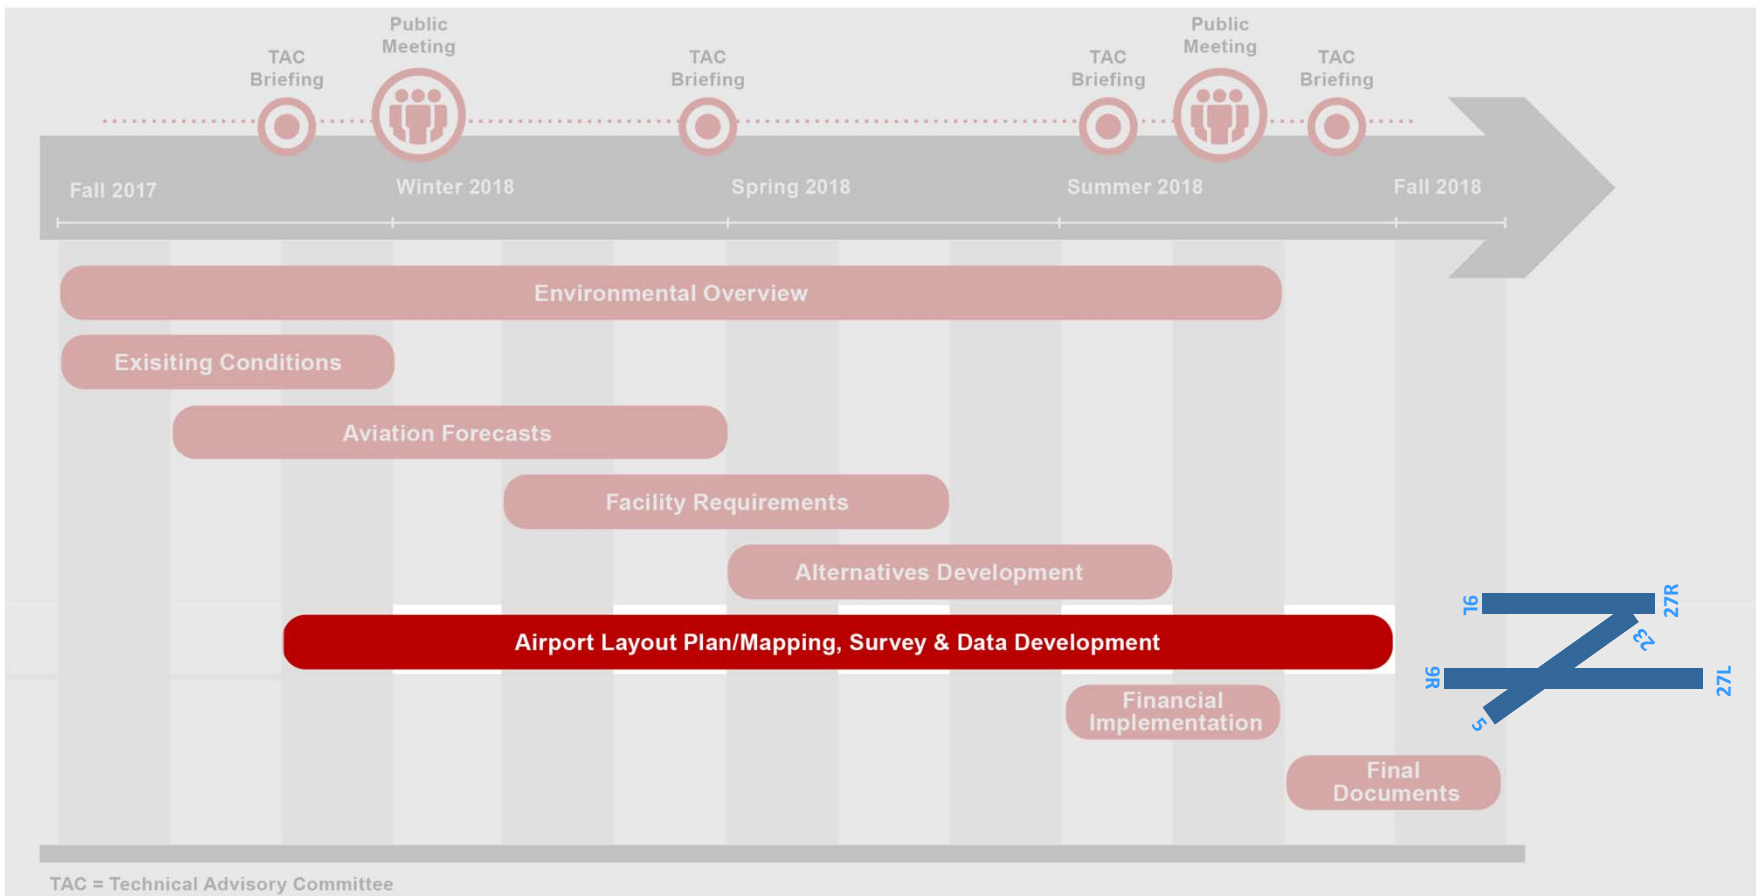 Public
Meeting
TAC
Briefing
TAC
Briefing
TAC
Briefing
Public
Meeting
TAC
Briefing
Fall 2017
Winter 2018
Spring 2018
Summer 2018
Fall 2018
Environmental Overview
Exisiting Conditions
Aviation Forecasts
Facility Requirements
Alternatives Development
Airport Layout Plan/Mapping, Survey & Data Development
9L
27R
23
9R
27L
5
Financial
Implementation
Final
Documents
TAC = Technical Advisory Committee